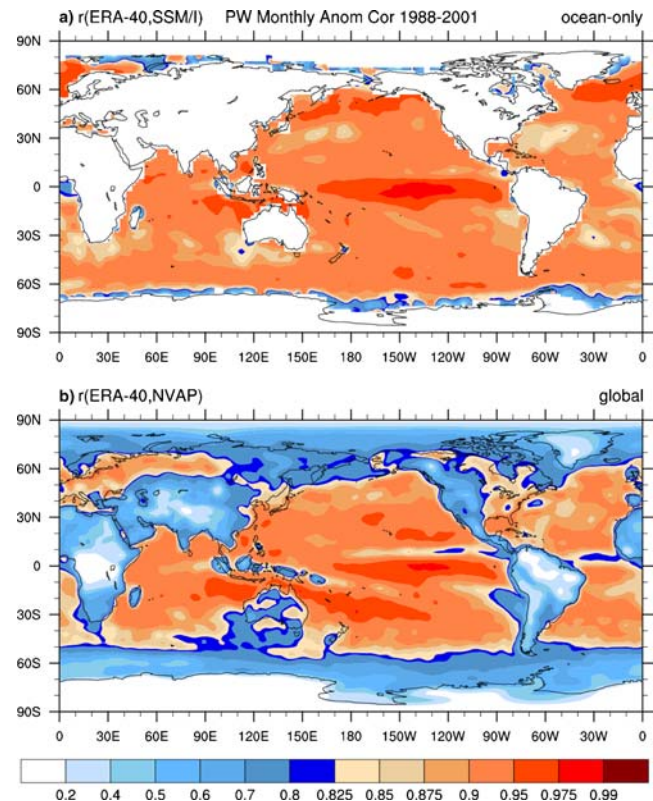 a) r(ERA-40,SSM/I) PW Monthly Anom Cor 1988-2001 ocean-only
90N
60N
30N
0
30S
60S
90S
0 30E 60E 90E 120E 150E 180 150W 120W 90W 60W 30W 0
b) r(ERA-40,NVAP) global
90N
60N
30N
0
30S
60S
90S
0 30E 60E 90E 120E 150E 180 150W 120W 90W 60W 30W 0
0.2 0.4 0.5 0.6 0.7 0.8 0.825 0.85 0.875 0.9 0.95 0.975 0.99